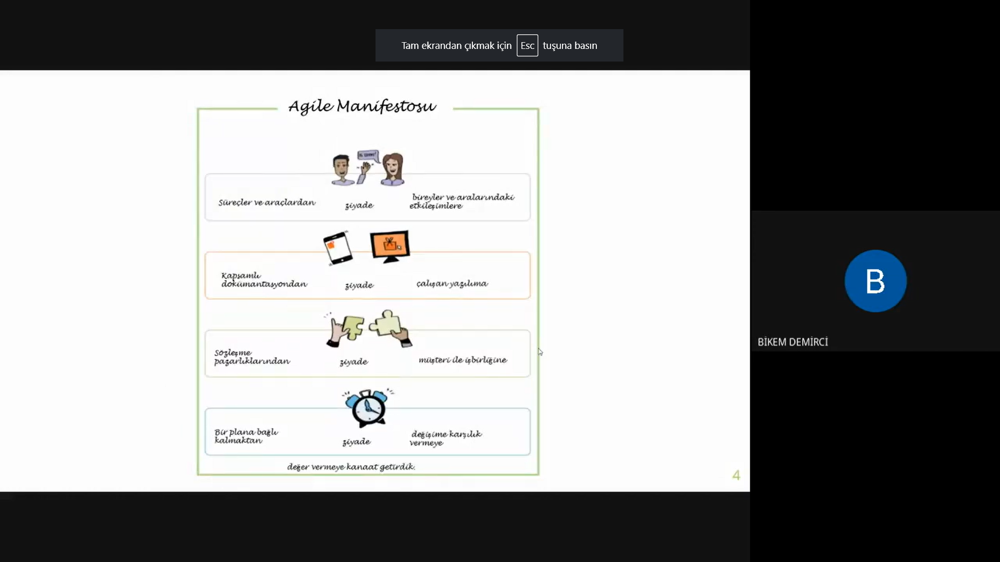 Tam ekrandan çıkmak için Esc tuşuna basın
Agile Manifestosu
Süreçler ve araçlardan
ziyade
bireyler ve aralarındaki
etkileşimlere
Kapsamlı
dokümantasyondan
ziyade
çalışan yazılıma
Sözleşme
pazarlıklarından
ziyade
müşteri ile işbirliğine
Bir plana bağlı
kalmaktan
ziyade
değişime karşılık
vermeye
değer vermeye kanaat getirdik.
4
B
BİKEM DEMİRCİ